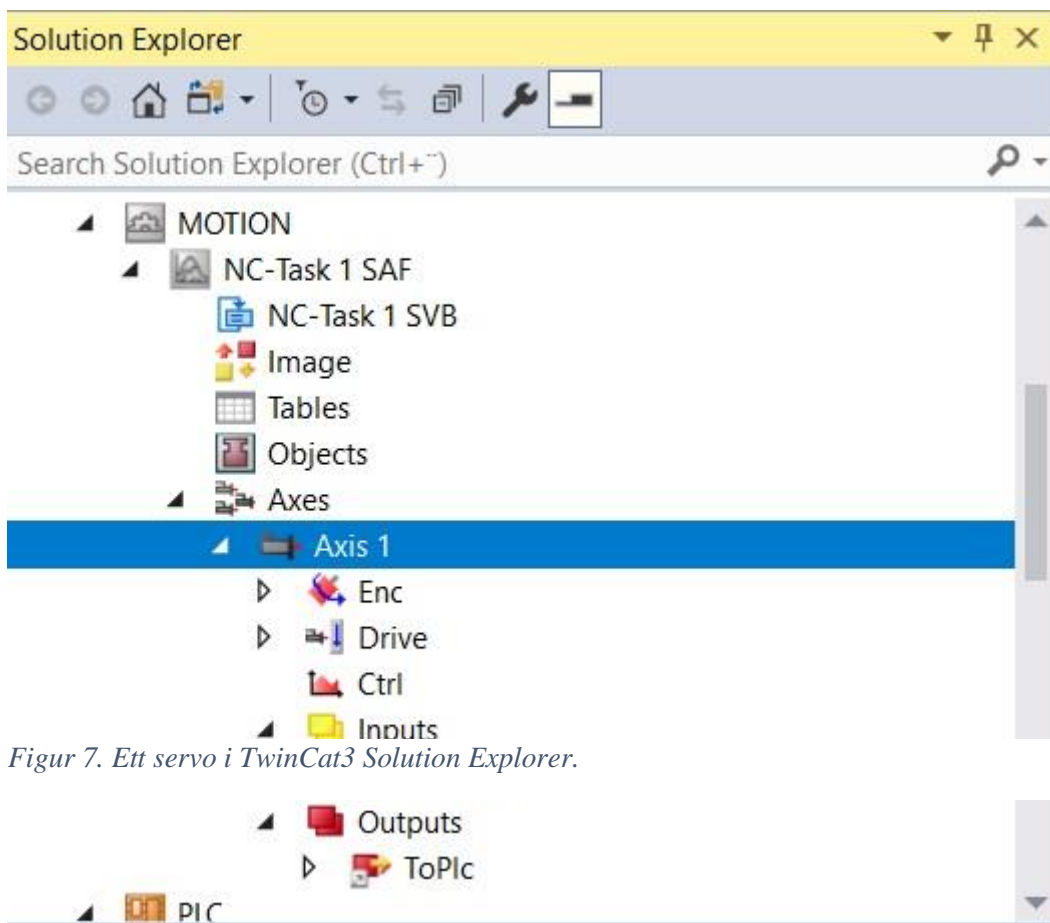 Solution Explorer
Search Solution Explorer (Ctrl+¨)
MOTION
NC-Task 1 SAF
NC-Task 1 SVB
Image
Tables
Objects
Axes
Axis 1
Enc
Drive
Ctrl
Inputs
Figur 7. Ett servo i TwinCat3 Solution Explorer.
Outputs
ToPlc
PLC